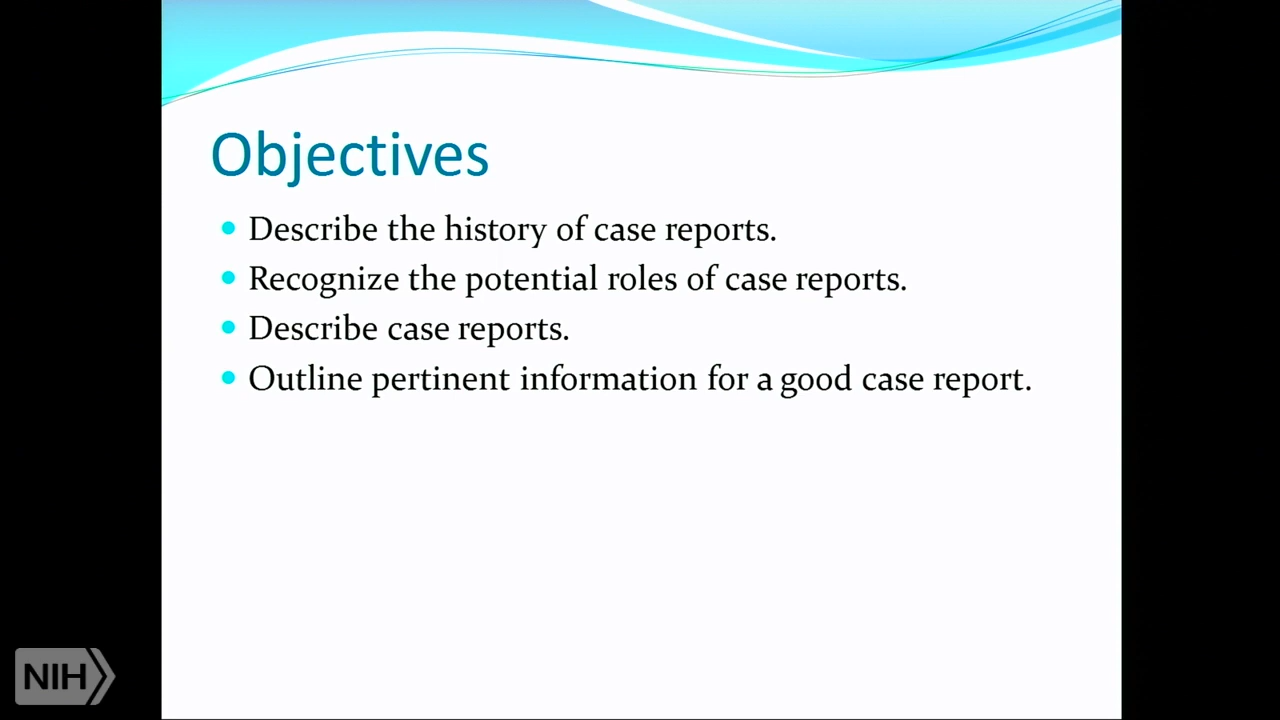 Objectives
Describe the history of case reports.
Recognize the potential roles of case reports.
Describe case reports.
Outline pertinent information for a good case report.
NIH